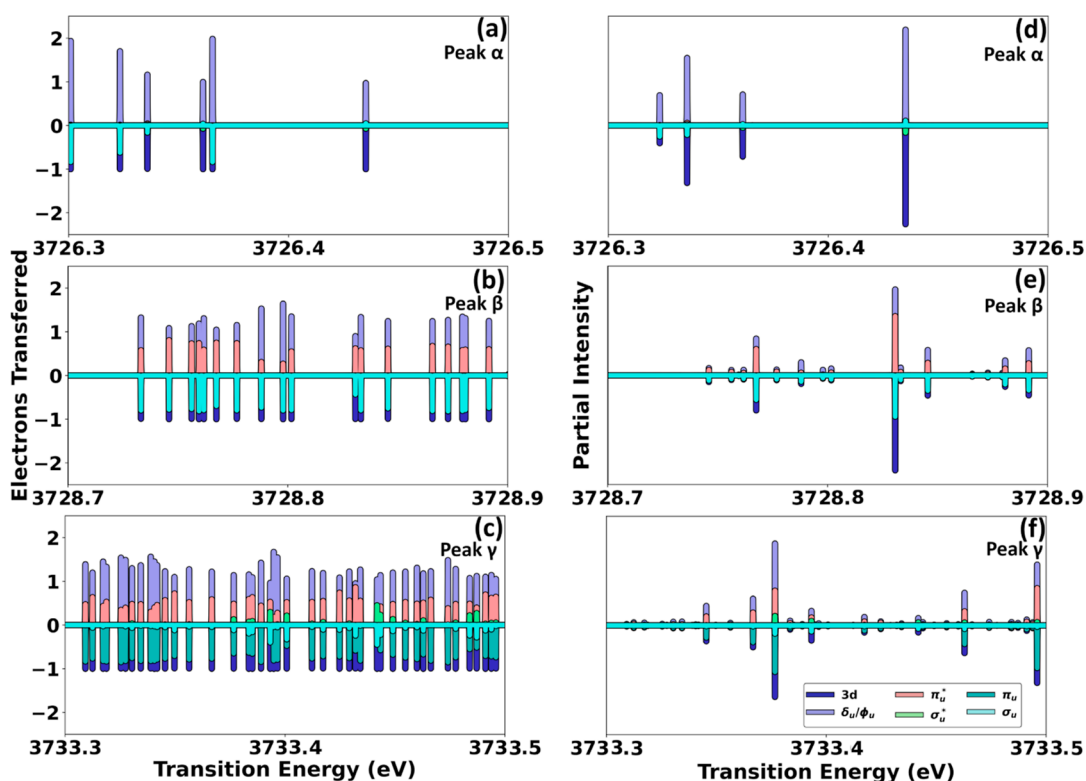 (a)
Peak α
2
1
0
−1
−2
3726.3
3726.4
3726.5
(d)
Peak α
3726.3
3726.4
3726.5
Electrons Transferred
Partial Intensity
(b)
Peak β
2
1
0
−1
−2
3728.7
3728.8
3728.9
(e)
Peak β
3728.7
3728.8
3728.9
(c)
Peak γ
2
1
0
−1
−2
3733.3
3733.4
3733.5
Transition Energy (eV)
(f)
Peak γ
3d
δu/ϕu
πu*
σu*
πu
σu
3733.3
3733.4
3733.5
Transition Energy (eV)